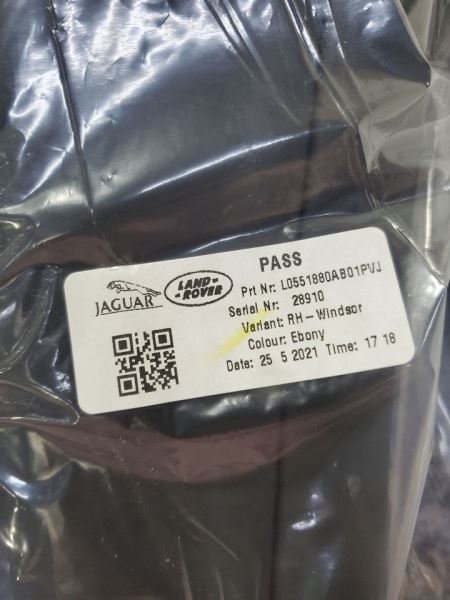 PASS
JAGUAR
LAND-
-ROVER
Prt Nr: L0551880AB01PVJ
Serial Nr: 28910
Variant: RH-Windsor
Colour: Ebony
Date: 25 5 2021 Time: 17 18